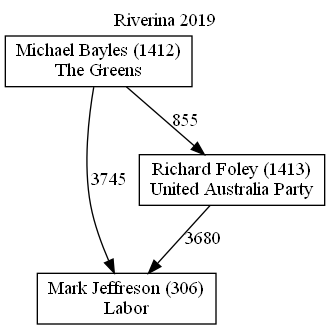 Riverina 2019
Michael Bayles (1412)
The Greens
855
Richard Foley (1413)
United Australia Party
3745
3680
Mark Jeffreson (306)
Labor